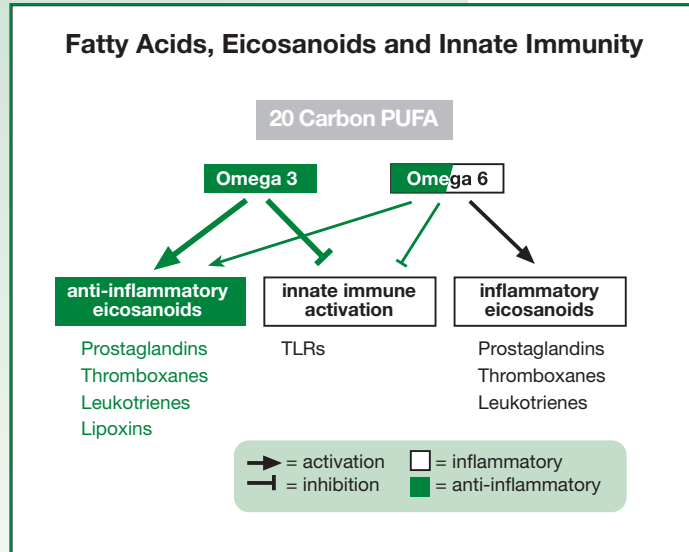 Fatty Acids, Eicosanoids and Innate Immunity
20 Carbon PUFA
Omega 3
Omega 6
anti-inflammatory
eicosanoids
innate immune
activation
inflammatory
eicosanoids
Prostaglandins
Thromboxanes
Leukotrienes
Lipoxins
TLRs
Prostaglandins
Thromboxanes
Leukotrienes
= activation
= inhibition
= inflammatory
= anti-inflammatory